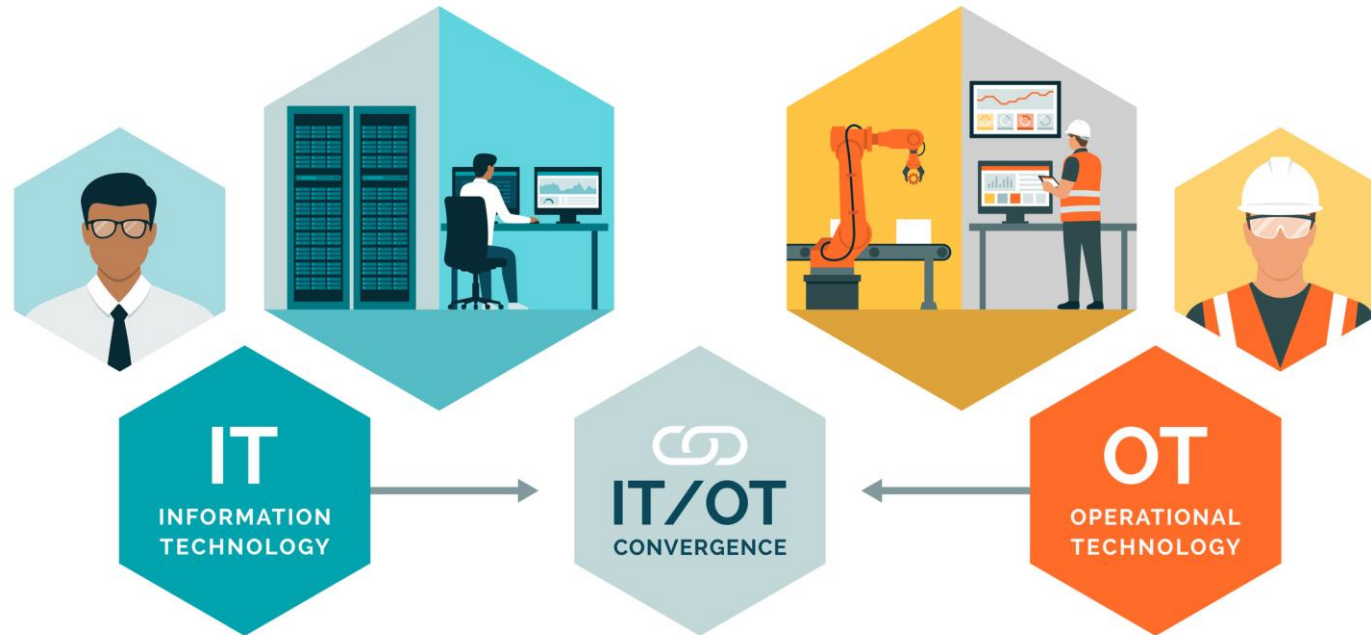 IT
INFORMATION
TECHNOLOGY
IT/OT
CONVERGENCE
OT
OPERATIONAL
TECHNOLOGY